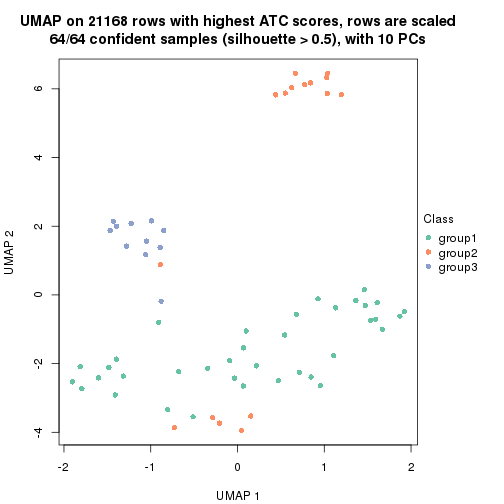 UMAP on 21168 rows with highest ATC scores, rows are scaled
64/64 confident samples (silhouette > 0.5), with 10 PCs
6
4
2
0
-2
-4
UMAP 2
-2
-1
0
1
2
UMAP 1
Class
group1
group2
group3